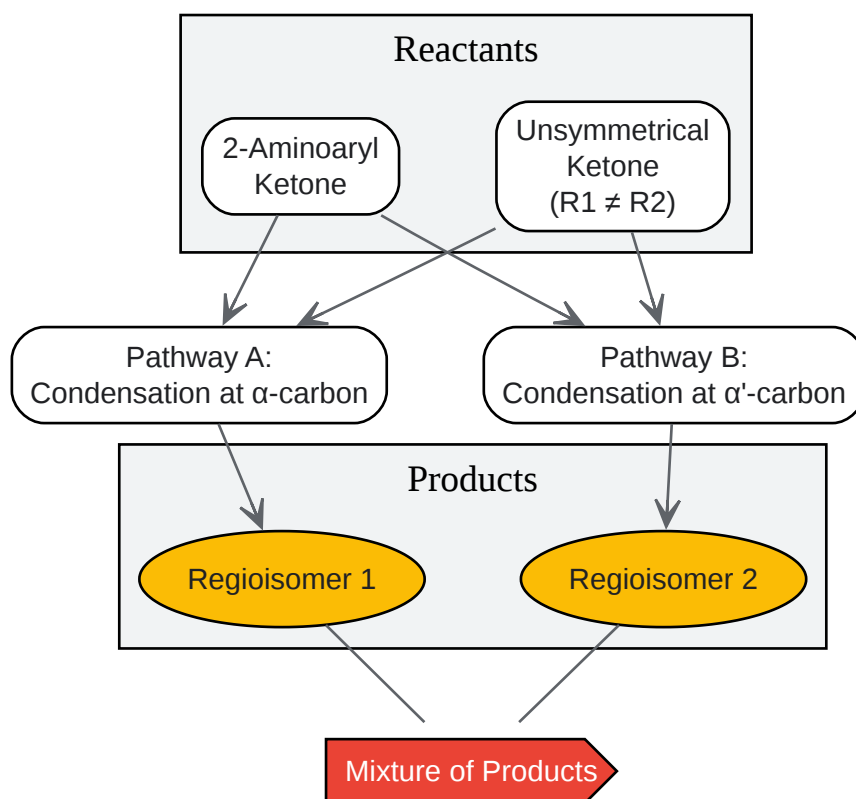 Reactants
2-Aminoaryl
Ketone
Unsymmetrical
Ketone
(R1 ≠ R2)
Pathway A:
Condensation at α-carbon
Pathway B:
Condensation at α'-carbon
Products
Regioisomer 1
Regioisomer 2
Mixture of Products